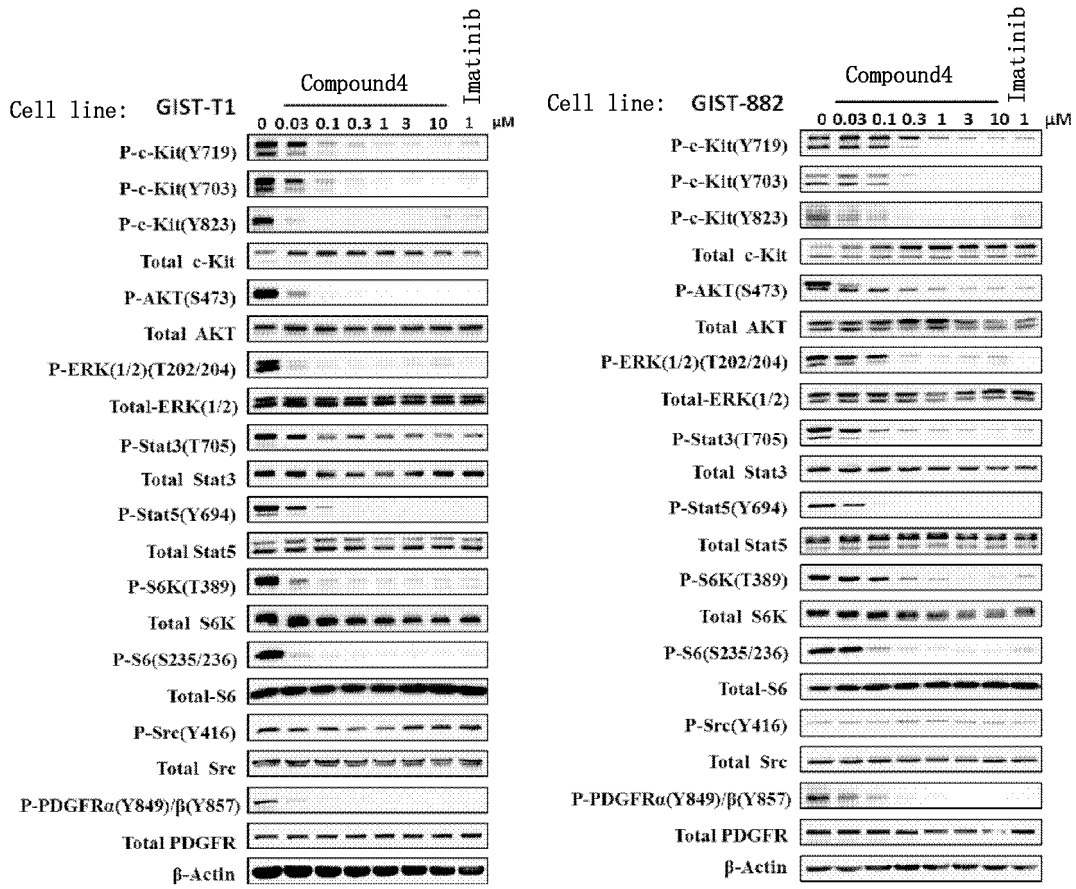 Cell line: GIST-T1
Compound4
Imatinib
0 0.03 0.1 0.3 1 3 10 1 μM
P-c-Kit(Y719)
P-c-Kit(Y703)
P-c-Kit(Y823)
Total c-Kit
P-AKT(S473)
Total AKT
P-ERK(1/2)(T202/204)
Total-ERK(1/2)
P-Stat3(T705)
Total Stat3
P-Stat5(Y694)
Total Stat5
P-S6K(T389)
Total S6K
P-S6(S235/236)
Total-S6
P-Src(Y416)
Total Src
P-PDGFRα(Y849)/β(Y857)
Total PDGFR
β-Actin
Cell line: GIST-882
Compound4
Imatinib
0 0.03 0.1 0.3 1 3 10 1 μM
P-c-Kit(Y719)
P-c-Kit(Y703)
P-c-Kit(Y823)
Total c-Kit
P-AKT(S473)
Total AKT
P-ERK(1/2)(T202/204)
Total-ERK(1/2)
P-Stat3(T705)
Total Stat3
P-Stat5(Y694)
Total Stat5
P-S6K(T389)
Total S6K
P-S6(S235/236)
Total-S6
P-Src(Y416)
Total Src
P-PDGFRα(Y849)/β(Y857)
Total PDGFR
β-Actin